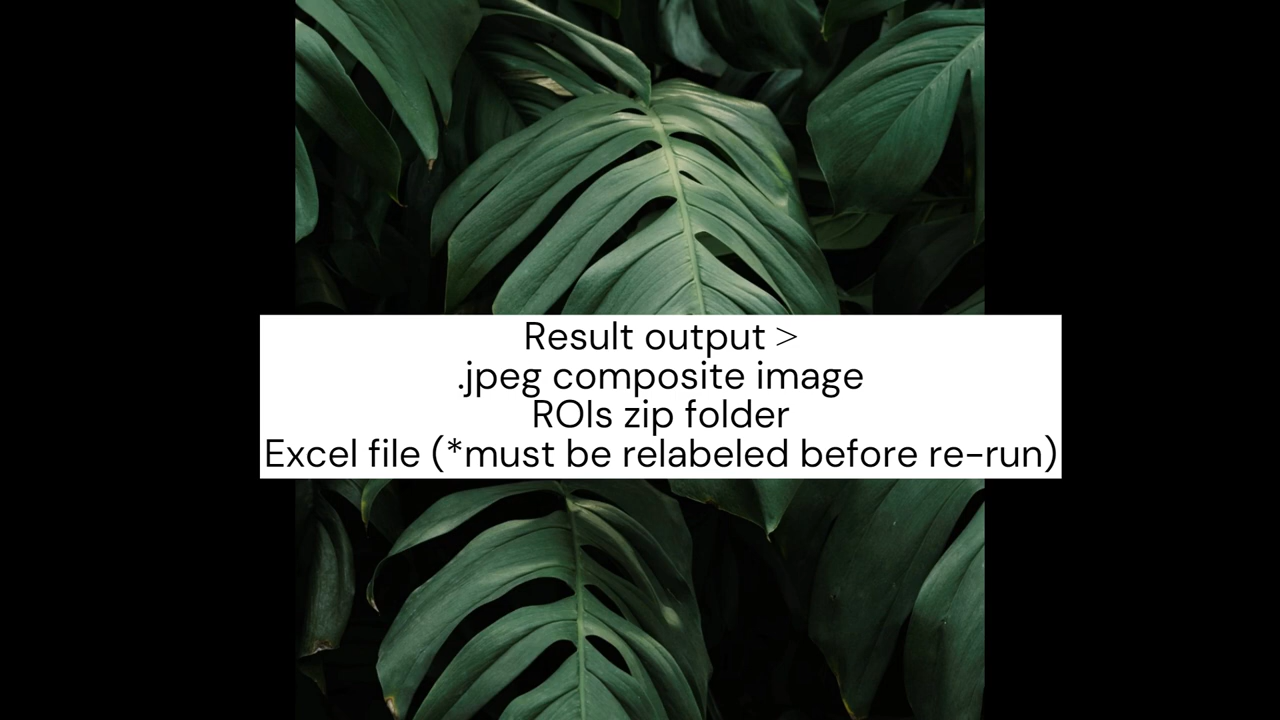 Result output >
.jpeg composite image
ROIs zip folder
Excel file (*must be relabeled before re-run)